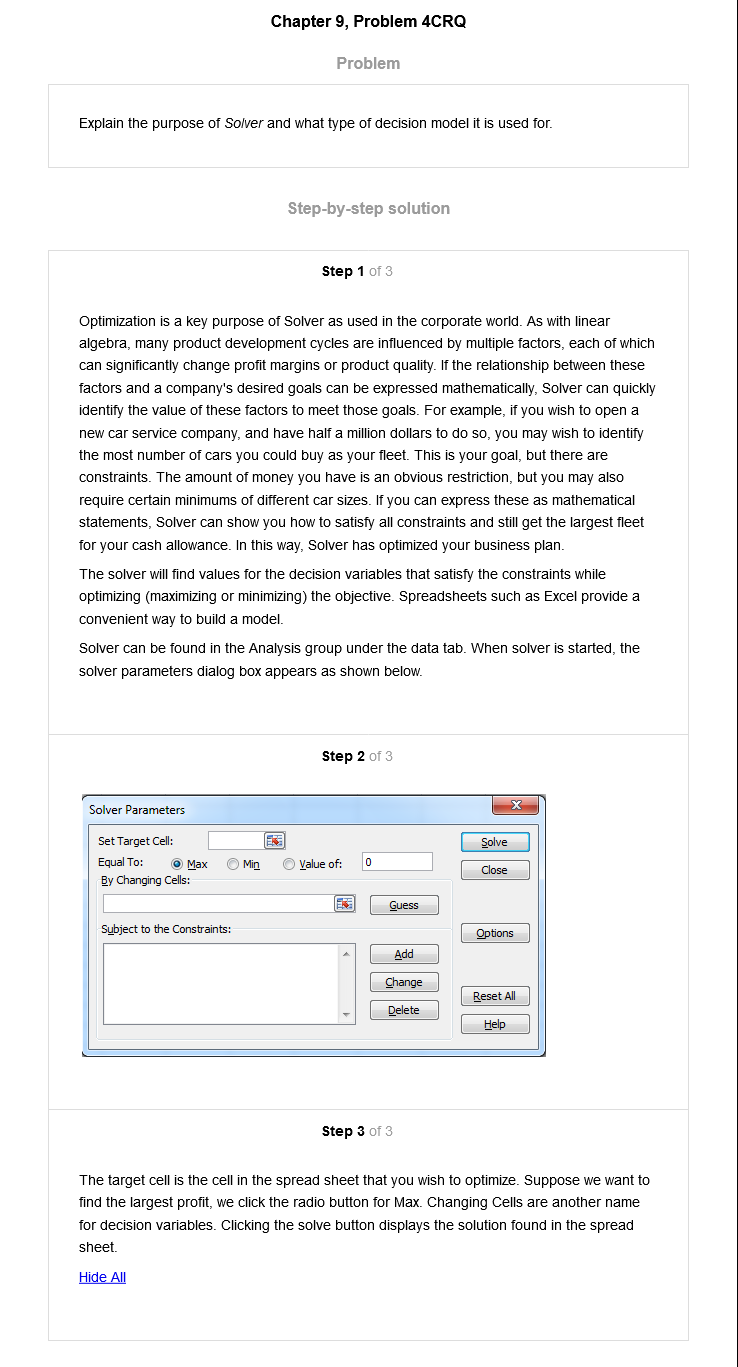 Chapter 9, Problem 4CRQ
Problem
Explain the purpose of Solver and what type of decision model it is used for.
Step-by-step solution
Step 1 of 3
Optimization is a key purpose of Solver as used in the corporate world. As with linear
algebra, many product development cycles are influenced by multiple factors, each of which
can significantly change profit margins or product quality. If the relationship between these
factors and a company's desired goals can be expressed mathematically, Solver can quickly
identify the value of these factors to meet those goals. For example, if you wish to open a
new car service company, and have half a million dollars to do so, you may wish to identify
the most number of cars you could buy as your fleet. This is your goal, but there are
constraints. The amount of money you have is an obvious restriction, but you may also
require certain minimums of different car sizes. If you can express these as mathematical
statements, Solver can show you how to satisfy all constraints and still get the largest fleet
for your cash allowance. In this way, Solver has optimized your business plan.
The solver will find values for the decision variables that satisfy the constraints while
optimizing (maximizing or minimizing) the objective. Spreadsheets such as Excel provide a
convenient way to build a model.
Solver can be found in the Analysis group under the data tab. When solver is started, the
solver parameters dialog box appears as shown below.
Step 2 of 3
Solver Parameters
Set Target Cell:
Solve
Equal To: Max Min Value of: 0
Close
By Changing Cells:
Guess
Subject to the Constraints:
Options
Add
Change
Reset All
Delete
Help
Step 3 of 3
The target cell is the cell in the spread sheet that you wish to optimize. Suppose we want to
find the largest profit, we click the radio button for Max. Changing Cells are another name
for decision variables. Clicking the solve button displays the solution found in the spread
sheet.
Hide All